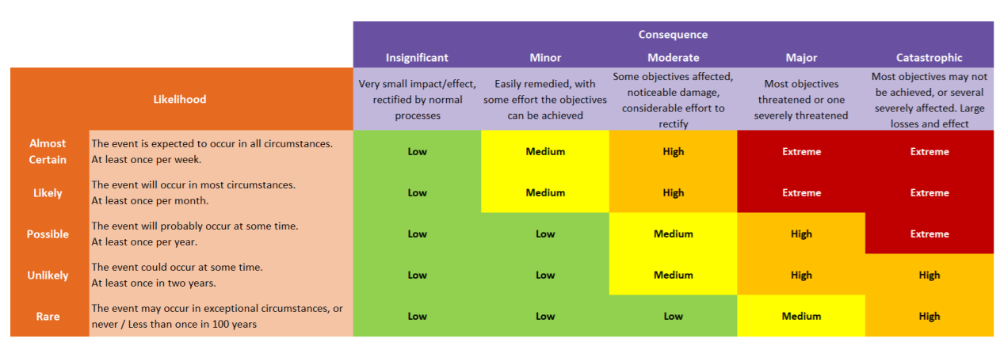 Consequence
Insignificant Minor Moderate Major Catastrophic
Likelihood
Very small impact/effect,
rectified by normal
processes
Easily remedied, with
some effort the objectives
can be achieved
Some objectives affected,
noticeable damage,
considerable effort to
rectify
Most objectives
threatened or one
severely threatened
Most objectives may not
be achieved, or several
severely affected. Large
losses and effect
Almost
Certain
The event is expected to occur in all circumstances.
At least once per week.
Low Medium High Extreme Extreme
Likely
The event will occur in most circumstances.
At least once per month.
Low Medium High Extreme Extreme
Possible
The event will probably occur at some time.
At least once per year.
Low Low Medium High Extreme
Unlikely
The event could occur at some time.
At least once in two years.
Low Low Medium High High
Rare
The event may occur in exceptional circumstances, or
never / Less than once in 100 years
Low Low Low Medium High